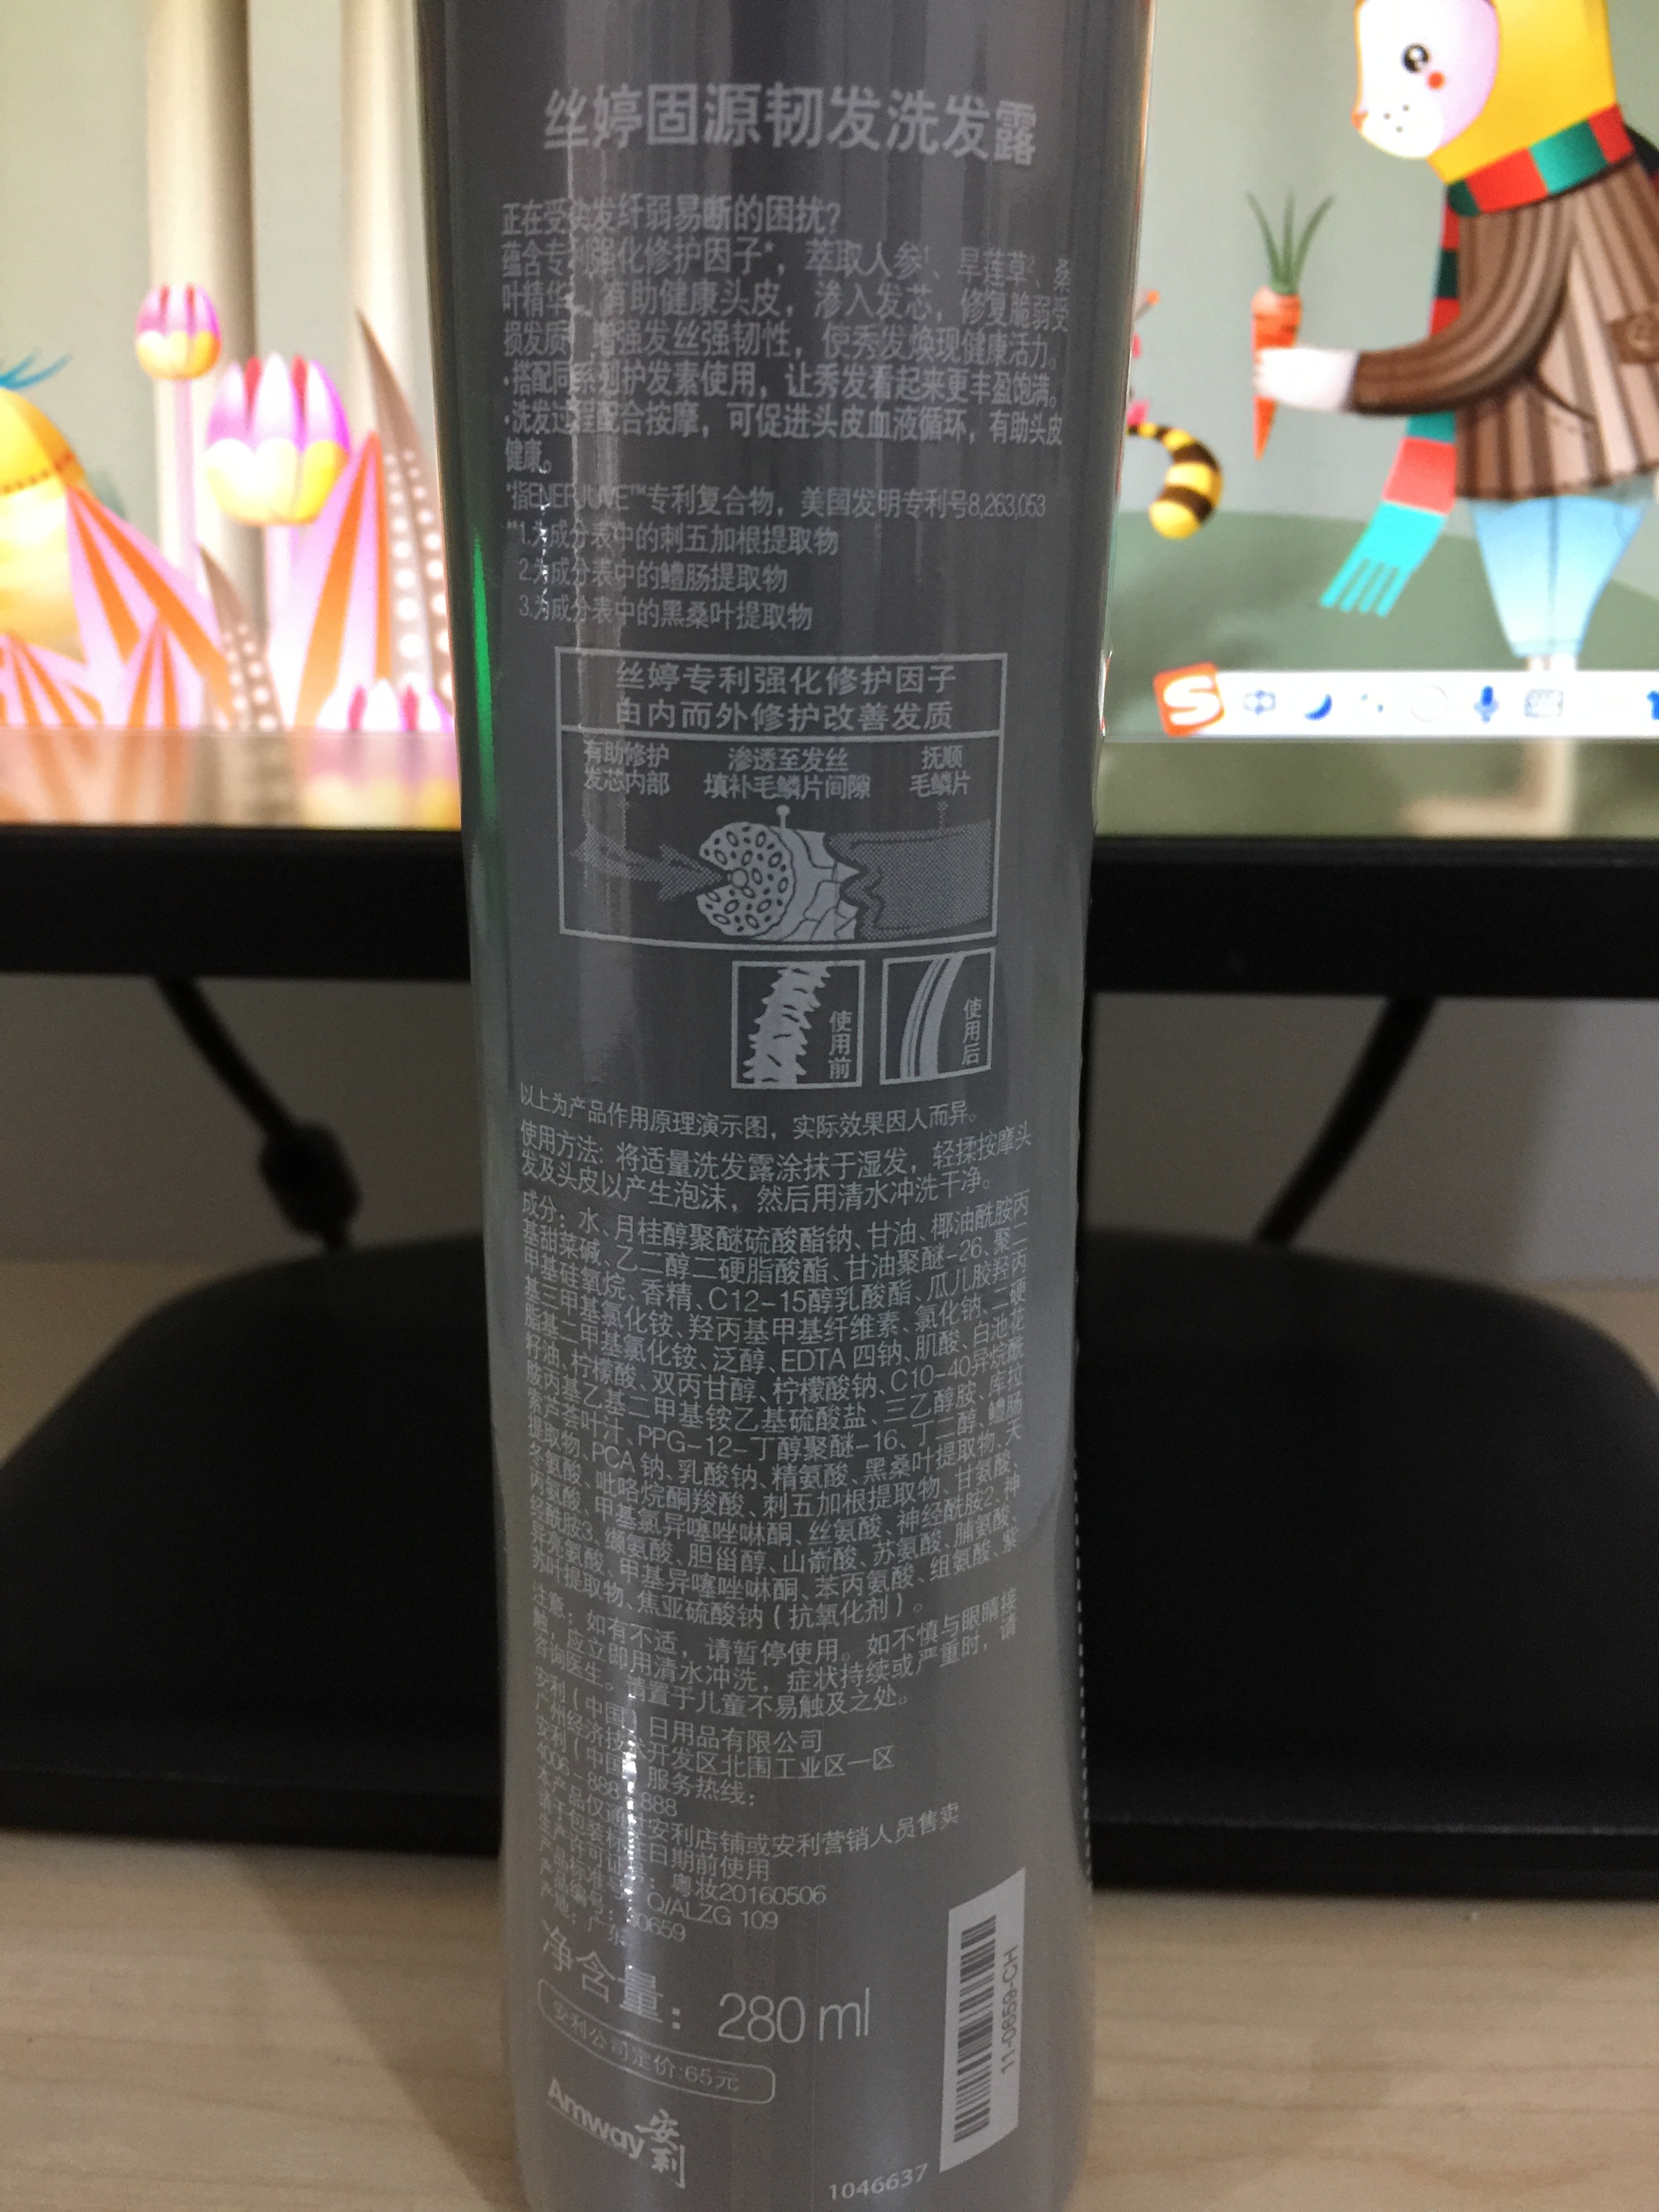 丝婷固源韧发洗发露
正在受头发纤弱易断的困扰?
蕴含专利强化修护因子*，萃取人参¹、旱莲草²、桑
叶精华，有助健康头皮，渗入发芯，修复脆弱受
损发质，增强发丝强韧性，使秀发焕现健康活力。
·搭配同系列护发素使用，让秀发看起来更丰盈饱满。
·洗发过程配合按摩，可促进头皮血液循环，有助头皮
健康。
*指ENERJUVE™专利复合物，美国发明专利号8,263,053
**1.为成分表中的刺五加根提取物
2.为成分表中的鳢肠提取物
3.为成分表中的黑桑叶提取物
丝婷专利强化修护因子
由内而外修护改善发质
有助修护 渗透至发丝 抚顺
发芯内部 填补毛鳞片间隙 毛鳞片
使用前
使用后
以上为产品作用原理演示图，实际效果因人而异。
使用方法：将适量洗发露涂抹于湿发，轻揉按摩头
发及头皮以产生泡沫，然后用清水冲洗干净。
成分：水、月桂醇聚醚硫酸酯钠、甘油、椰油酰胺丙
基甜菜碱、乙二醇二硬脂酸酯、甘油聚醚-26、聚二
甲基硅氧烷、香精、C12-15醇乳酸酯、瓜儿胶羟丙
基三甲基氯化铵、羟丙基甲基纤维素、氯化钠、二硬
脂基二甲基氯化铵、泛醇、EDTA四钠、肌酸、白池花
籽油、柠檬酸、双丙甘醇、柠檬酸钠、C10-40异烷酰
胺丙基乙基二甲基铵乙基硫酸盐、三乙醇胺、库拉
索芦荟叶汁、PPG-12-丁醇聚醚-16、丁二醇、鳢肠
提取物、PCA钠、乳酸钠、精氨酸、黑桑叶提取物、天
冬氨酸、吡咯烷酮羧酸、刺五加根提取物、甘氨酸、
丙氨酸、甲基氯异噻唑啉酮、丝氨酸、神经酰胺2、神
经酰胺3、缬氨酸、胆甾醇、山嵛酸、苏氨酸、脯氨酸、
异亮氨酸、甲基异噻唑啉酮、苯丙氨酸、组氨酸、紫
苏叶提取物、焦亚硫酸钠（抗氧化剂）。
注意：如有不适，请暂停使用。如不慎与眼睛接
触，应立即用清水冲洗，症状持续或严重时，请
咨询医生。请置于儿童不易触及之处。
安利（中国）日用品有限公司
广州经济技术开发区北围工业区一区
安利（中国）服务热线：
4006-888-888
本产品仅通过安利店铺或安利营销人员售卖
请于包装标注日期前使用
生产许可证号：粤妆20160506
产品标准号：Q/ALZG 109
产品编号：30659
产地：广东
净含量：280 ml
安利公司定价:65元
11-0659-CH
Amway 安利
1046637
S 中